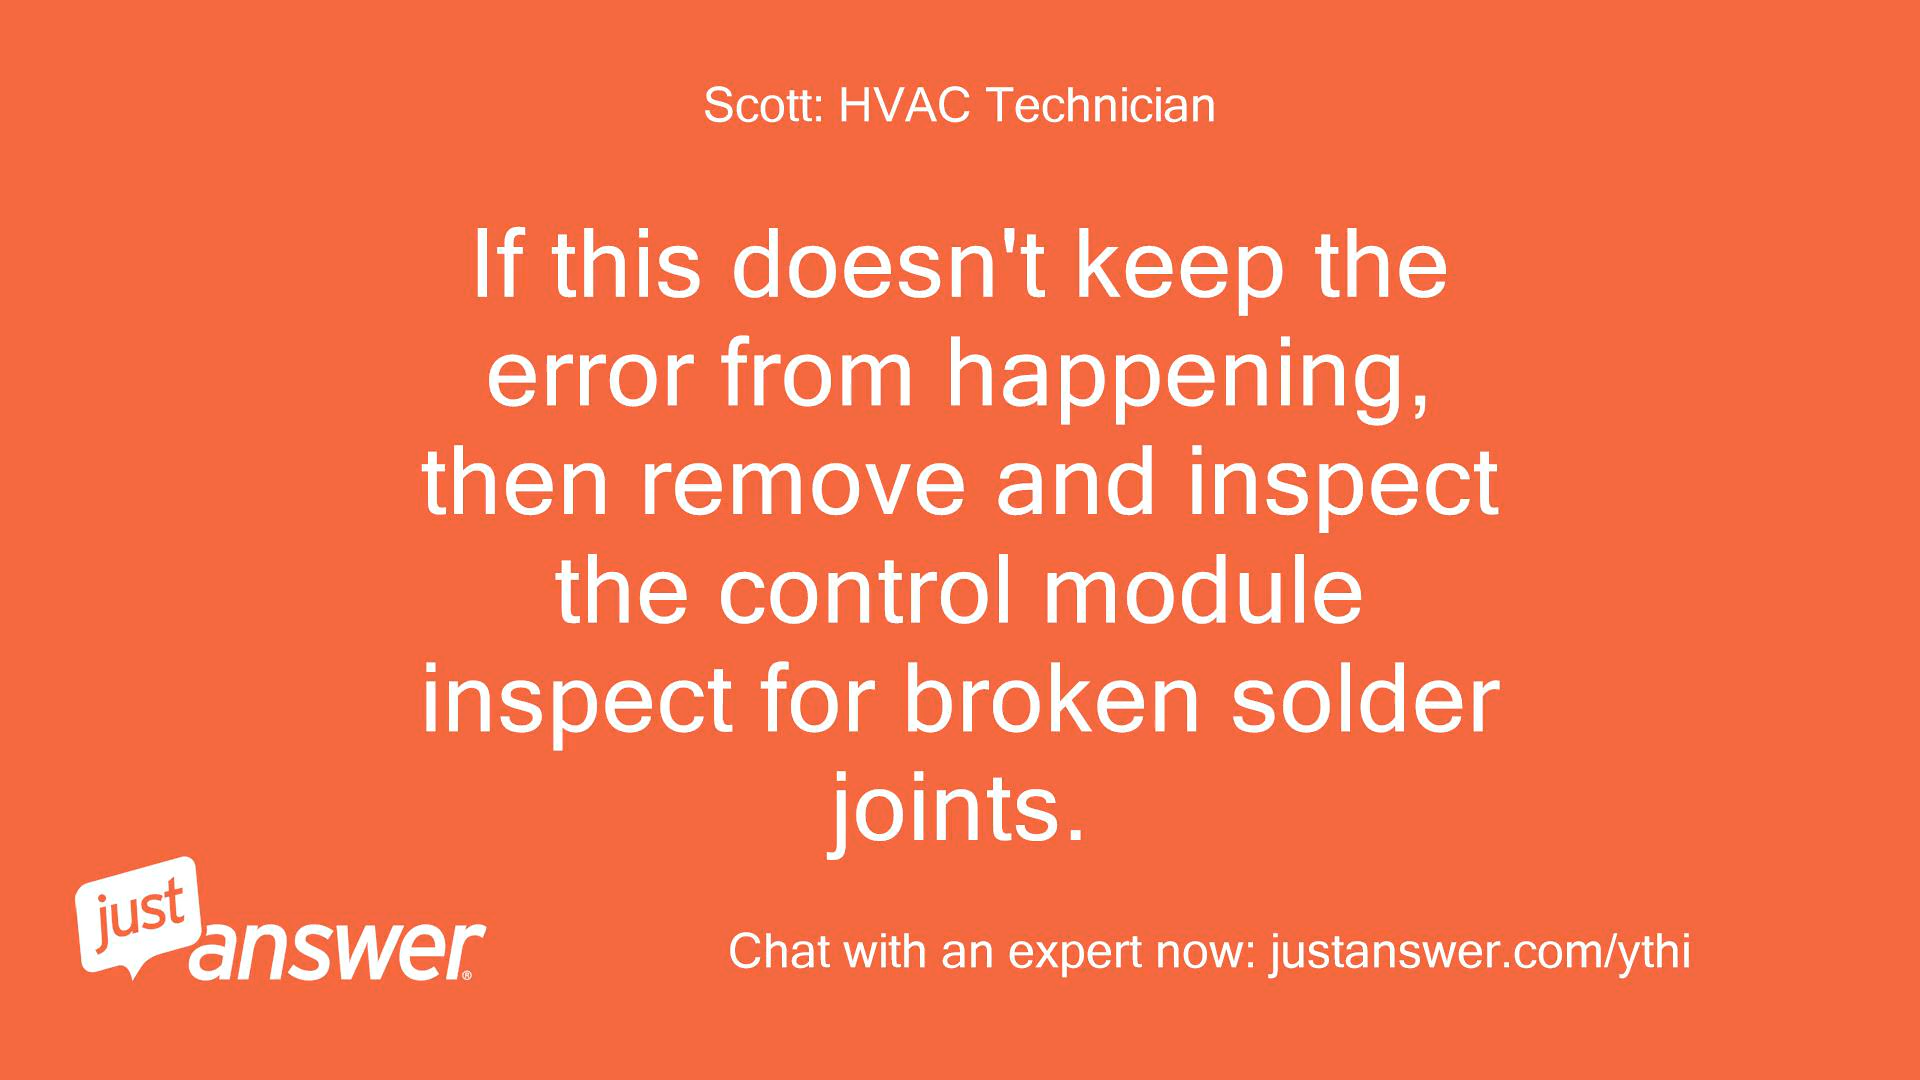 Scott: HVAC Technician
If this doesn't keep the
error from happening,
then remove and inspect
the control module
inspect for broken solder
joints.
just
answer®
Chat with an expert now: justanswer.com/ythi